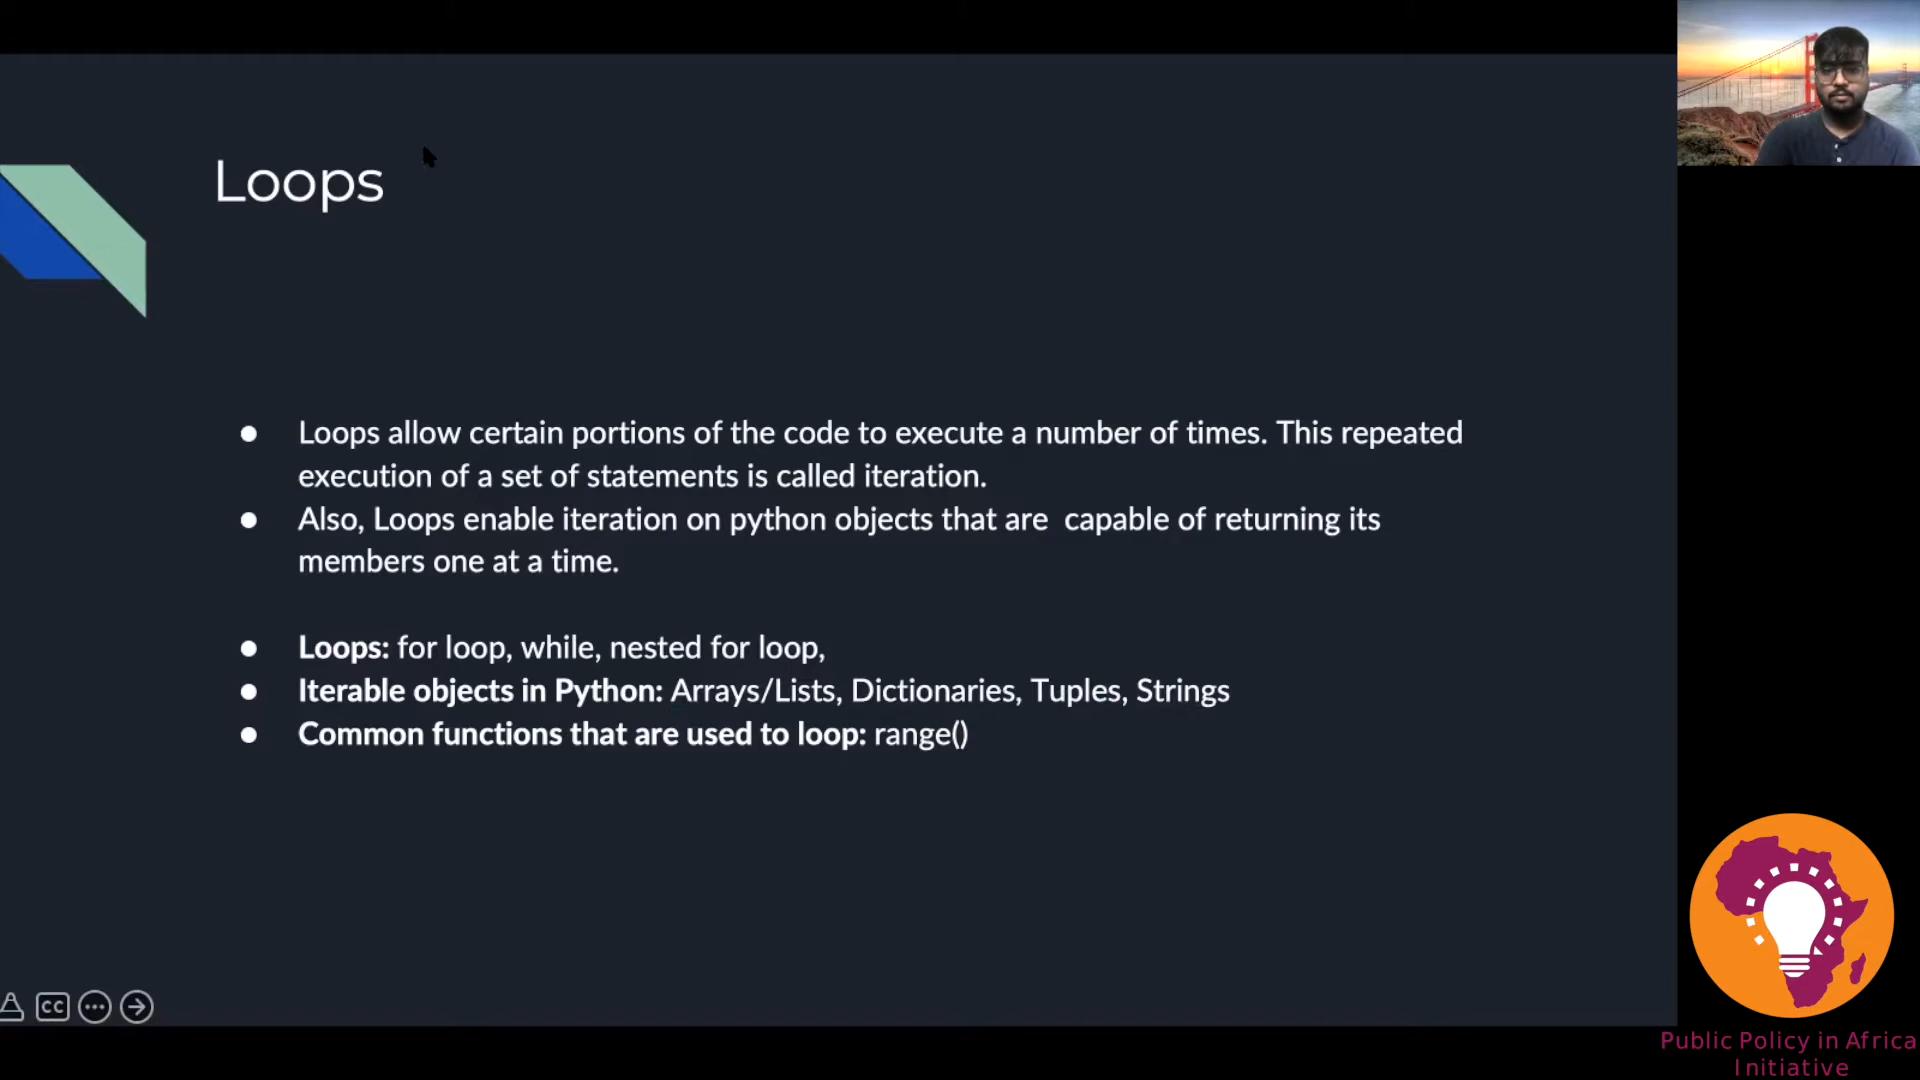 Loops
● Loops allow certain portions of the code to execute a number of times. This repeated
execution of a set of statements is called iteration.
● Also, Loops enable iteration on python objects that are  capable of returning its
members one at a time.
● Loops: for loop, while, nested for loop,
● Iterable objects in Python: Arrays/Lists, Dictionaries, Tuples, Strings
● Common functions that are used to loop: range()
CC
Public Policy in Africa
Initiative